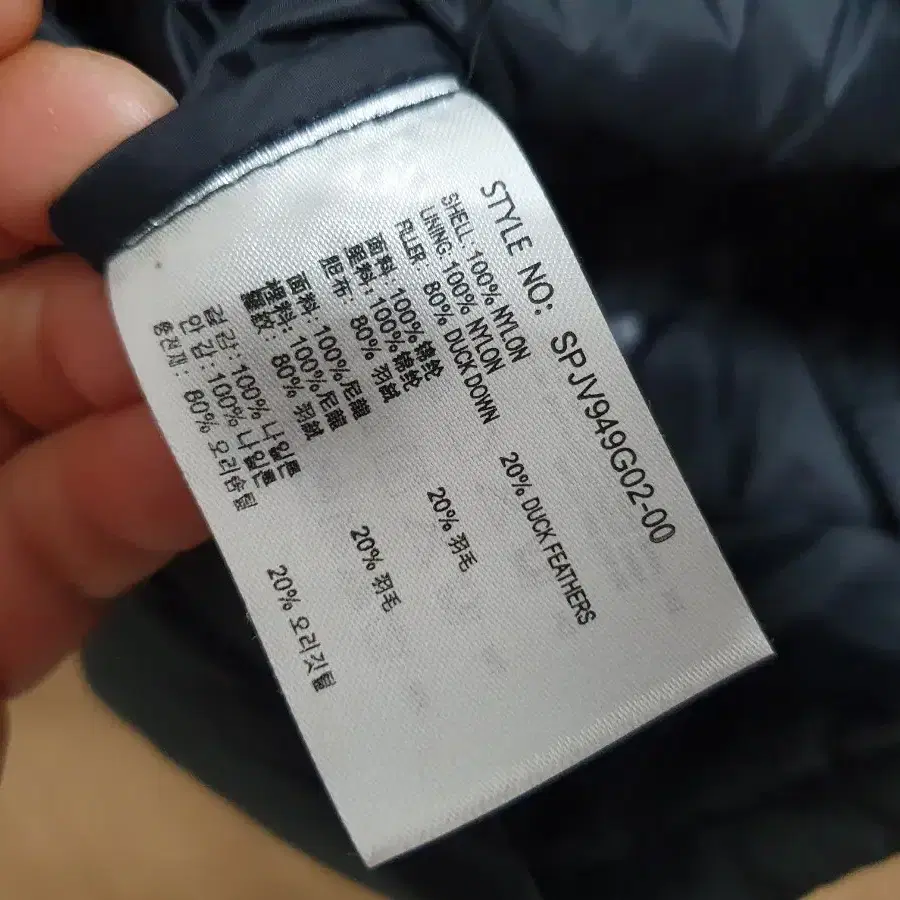 STYLE NO: SPJV949G02-00
SHELL: 100% NYLON
LINING: 100% NYLON
FILLER: 80% DUCK DOWN 20% DUCK FEATHERS
面料: 100% 锦纶
里料: 100% 锦纶
胆布: 80% 羽絨 20% 羽毛
面料: 100% 尼龍
裡料: 100% 尼龍
80% 羽絨 20% 羽毛
겉감: 100% 나일론
안감: 100% 나일론
충전재: 80% 오리솜털 20% 오리깃털